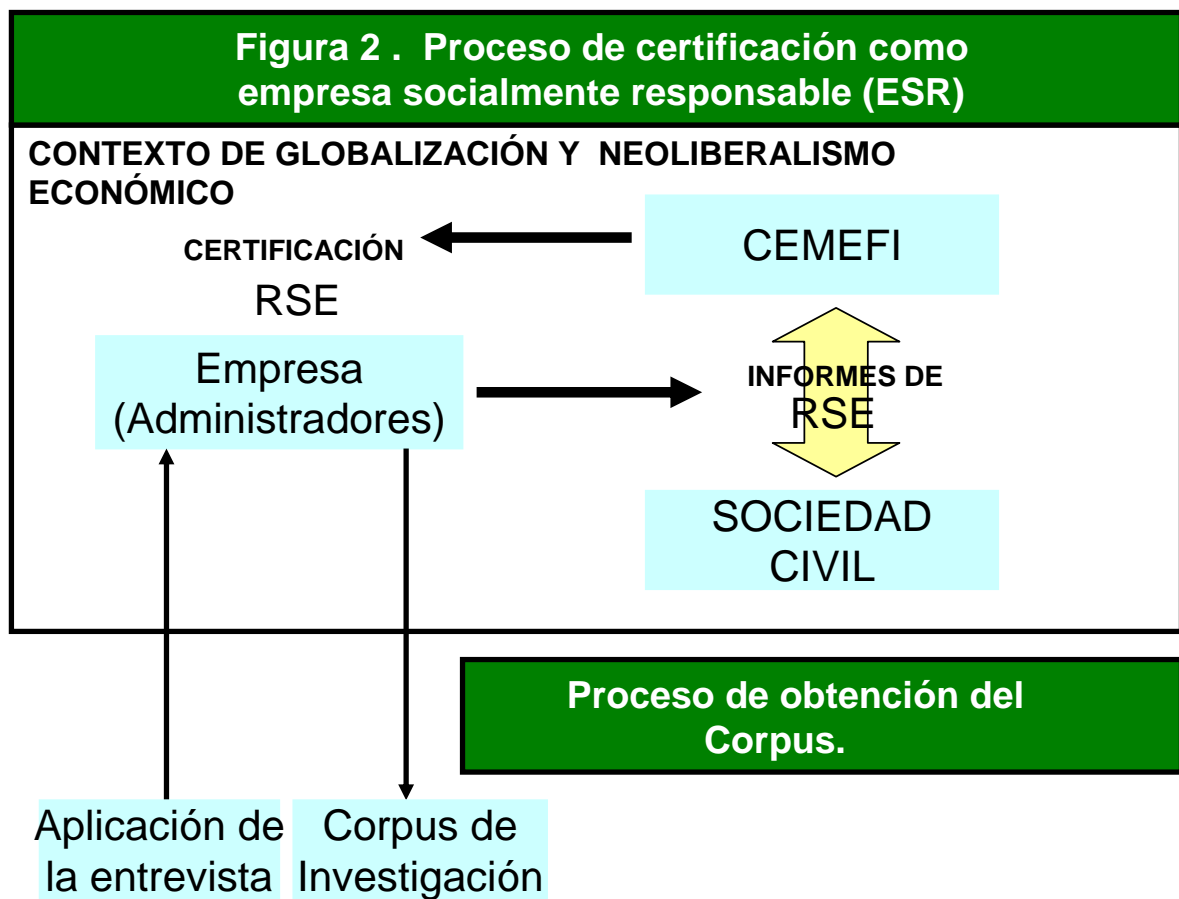 Figura 2 . Proceso de certificación como
empresa socialmente responsable (ESR)
CONTEXTO DE GLOBALIZACIÓN Y NEOLIBERALISMO
ECONÓMICO
CERTIFICACIÓN
RSE
CEMEFI
Empresa
(Administradores)
INFORMES DE
RSE
SOCIEDAD
CIVIL
Proceso de obtención del
Corpus.
Aplicación de
la entrevista
Corpus de
Investigación